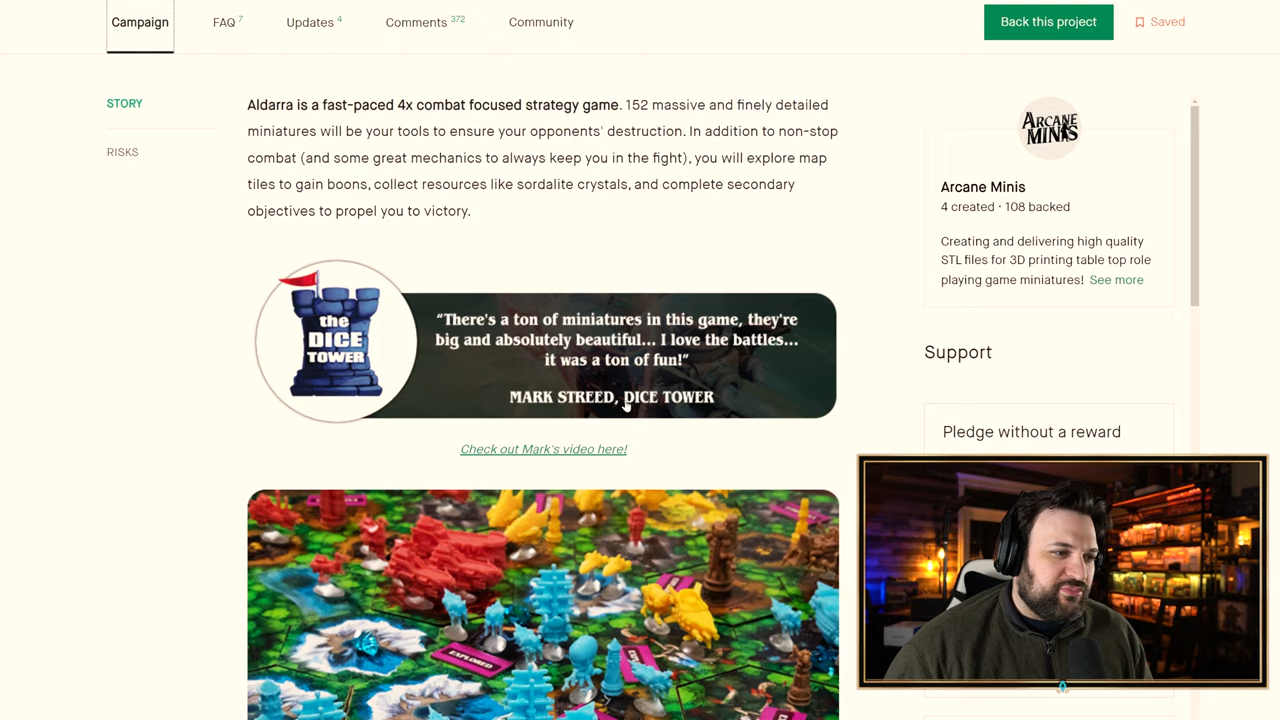 Campaign
FAQ 7
Updates 4
Comments 372
Community
Back this project
Saved
STORY
RISKS
Aldarra is a fast-paced 4x combat focused strategy game. 152 massive and finely detailed
miniatures will be your tools to ensure your opponents' destruction. In addition to non-stop
combat (and some great mechanics to always keep you in the fight), you will explore map
tiles to gain boons, collect resources like sordalite crystals, and complete secondary
objectives to propel you to victory.
the
DICE
TOWER
“There's a ton of miniatures in this game, they're
big and absolutely beautiful... I love the battles...
it was a ton of fun!”
MARK STREED, DICE TOWER
Check out Mark's video here!
EXPLORED
ARCANE
MINIS
Arcane Minis
4 created · 108 backed
Creating and delivering high quality
STL files for 3D printing table top role
playing game miniatures! See more
Support
Pledge without a reward